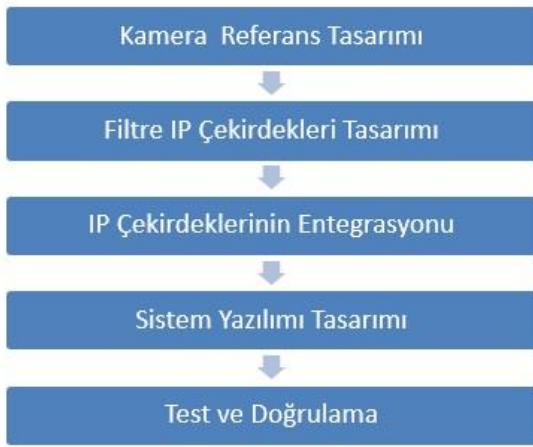 Kamera Referans Tasarımı
Filtre IP Çekirdekleri Tasarımı
IP Çekirdeklerinin Entegrasyonu
Sistem Yazılımı Tasarımı
Test ve Doğrulama